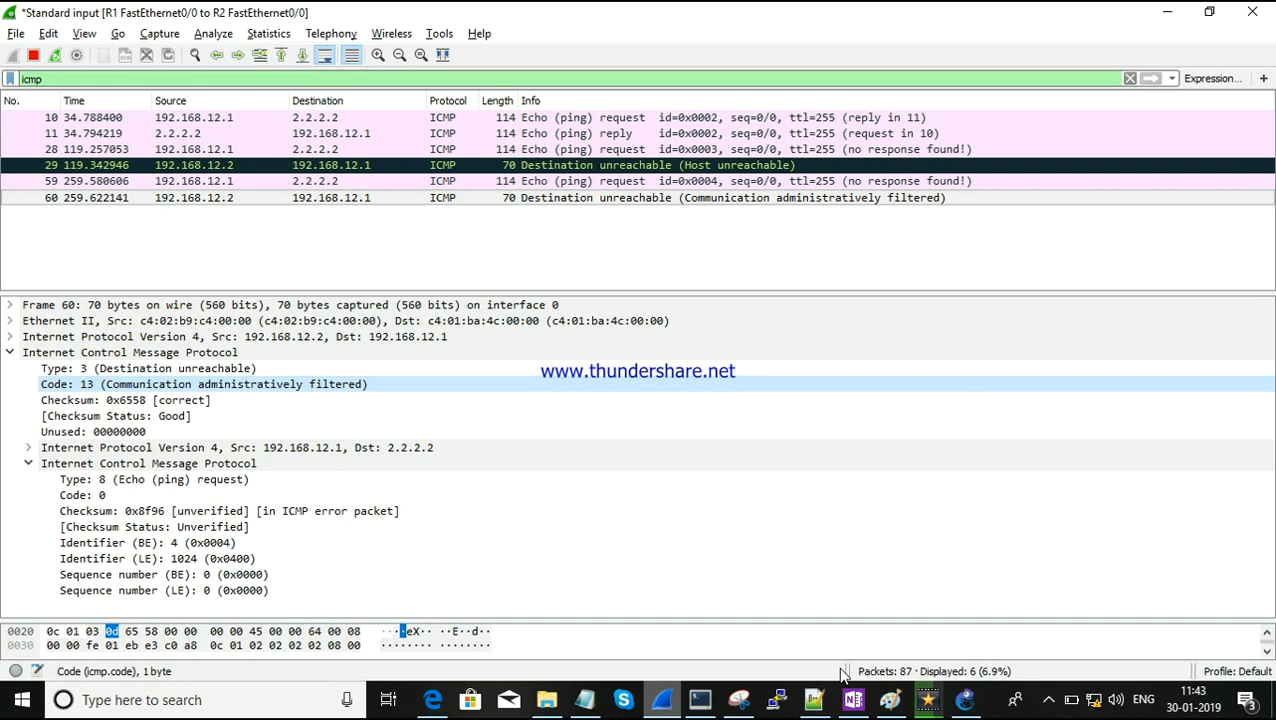 *Standard input [R1 FastEthernet0/0 to R2 FastEthernet0/0]
File Edit View Go Capture Analyze Statistics Telephony Wireless Tools Help
icmp Expression... +
No. Time Source Destination Protocol Length Info
10 34.788400 192.168.12.1 2.2.2.2 ICMP 114 Echo (ping) request id=0x0002, seq=0/0, ttl=255 (reply in 11)
11 34.794219 2.2.2.2 192.168.12.1 ICMP 114 Echo (ping) reply id=0x0002, seq=0/0, ttl=255 (request in 10)
28 119.257053 192.168.12.1 2.2.2.2 ICMP 114 Echo (ping) request id=0x0003, seq=0/0, ttl=255 (no response found!)
29 119.342946 192.168.12.2 192.168.12.1 ICMP 70 Destination unreachable (Host unreachable)
59 259.580606 192.168.12.1 2.2.2.2 ICMP 114 Echo (ping) request id=0x0004, seq=0/0, ttl=255 (no response found!)
60 259.622141 192.168.12.2 192.168.12.1 ICMP 70 Destination unreachable (Communication administratively filtered)
Frame 60: 70 bytes on wire (560 bits), 70 bytes captured (560 bits) on interface 0
Ethernet II, Src: c4:02:b9:c4:00:00 (c4:02:b9:c4:00:00), Dst: c4:01:ba:4c:00:00 (c4:01:ba:4c:00:00)
Internet Protocol Version 4, Src: 192.168.12.2, Dst: 192.168.12.1
Internet Control Message Protocol
Type: 3 (Destination unreachable)
www.thundershare.net
Code: 13 (Communication administratively filtered)
Checksum: 0x6558 [correct]
[Checksum Status: Good]
Unused: 00000000
Internet Protocol Version 4, Src: 192.168.12.1, Dst: 2.2.2.2
Internet Control Message Protocol
Type: 8 (Echo (ping) request)
Code: 0
Checksum: 0x8f96 [unverified] [in ICMP error packet]
[Checksum Status: Unverified]
Identifier (BE): 4 (0x0004)
Identifier (LE): 1024 (0x0400)
Sequence number (BE): 0 (0x0000)
Sequence number (LE): 0 (0x0000)
0020 0c 01 03 0d 65 58 00 00 00 00 45 00 00 64 00 08 ····eX·· ··E··d··
0030 00 00 fe 01 eb e3 c0 a8 0c 01 02 02 02 02 08 00 ········ ········
Code (icmp.code), 1 byte Packets: 87 · Displayed: 6 (6.9%) Profile: Default
Type here to search ENG 11:43
30-01-2019 3